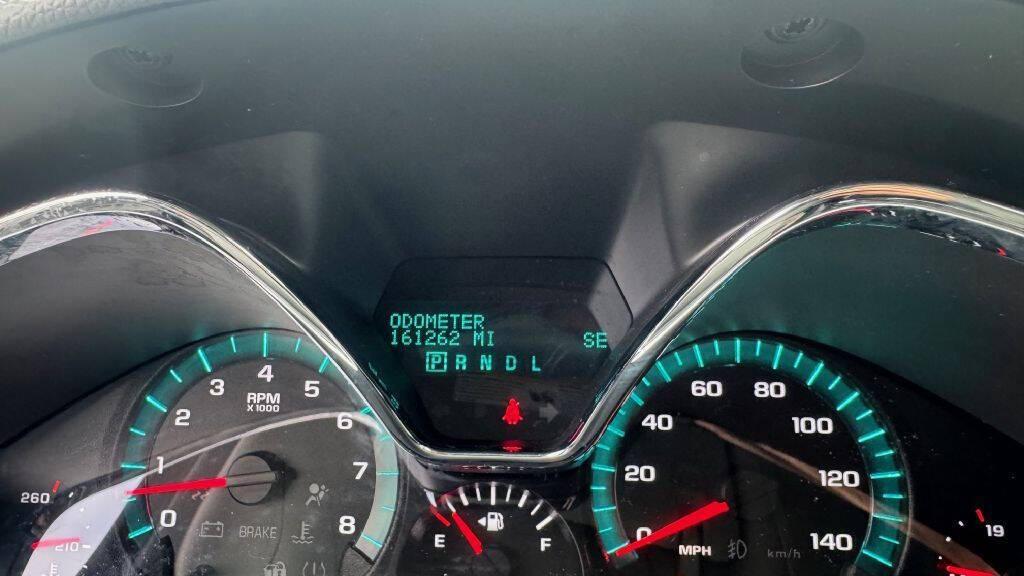 ODOMETER
161262 MI SE
P R N D L
0 1 2 3 4 5 6 7 8
RPM
X 1000
BRAKE
E F
0 20 40 60 80 100 120 140
MPH km/h
260
210
E
19